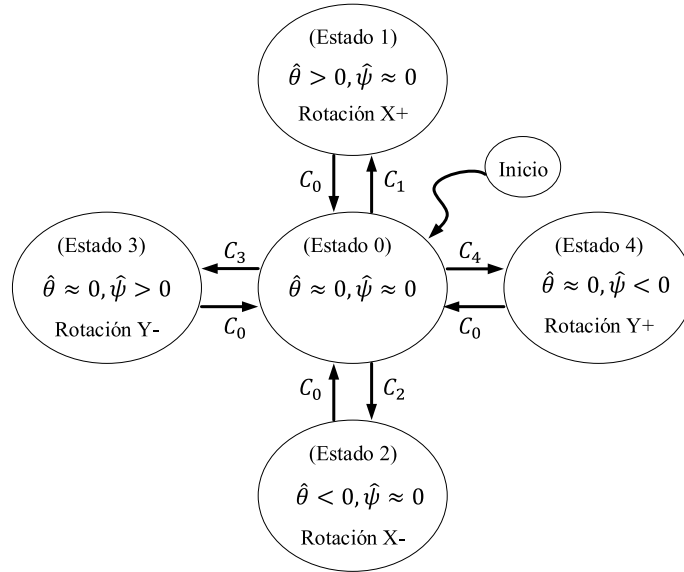 (Estado 1)
θ̂ > 0, ψ̂ ≈ 0
Rotación X+
Inicio
C₀
C₁
(Estado 3)
θ̂ ≈ 0, ψ̂ > 0
Rotación Y-
C₃
C₀
(Estado 0)
θ̂ ≈ 0, ψ̂ ≈ 0
C₄
C₀
(Estado 4)
θ̂ ≈ 0, ψ̂ < 0
Rotación Y+
C₀
C₂
(Estado 2)
θ̂ < 0, ψ̂ ≈ 0
Rotación X-